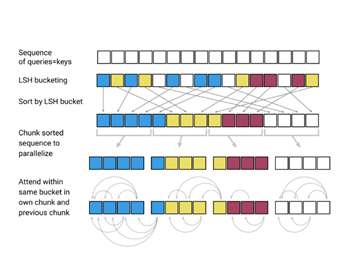 Sequence
of queries=keys
LSH bucketing
Sort by LSH bucket
Chunk sorted
sequence to
parallelize
Attend within
same bucket in
own chunk and
previous chunk